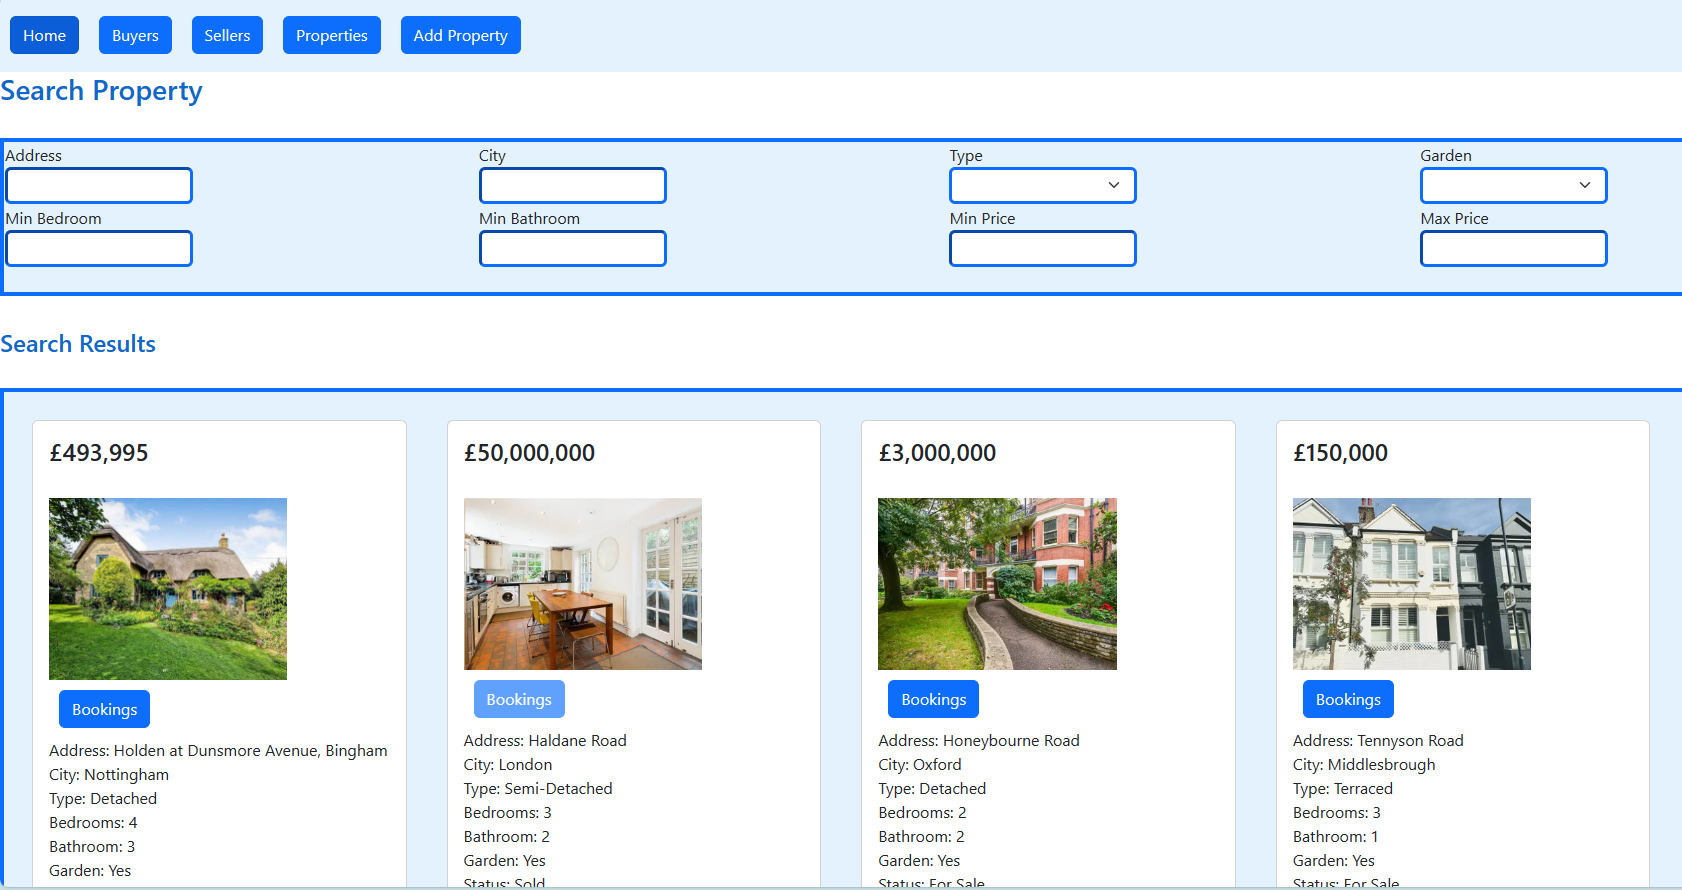 Home Buyers Sellers Properties Add Property
Search Property
Address City Type Garden
Min Bedroom Min Bathroom Min Price Max Price
Search Results
£493,995
Bookings
Address: Holden at Dunsmore Avenue, Bingham
City: Nottingham
Type: Detached
Bedrooms: 4
Bathroom: 3
Garden: Yes
£50,000,000
Bookings
Address: Haldane Road
City: London
Type: Semi-Detached
Bedrooms: 3
Bathroom: 2
Garden: Yes
Status: Sold
£3,000,000
Bookings
Address: Honeybourne Road
City: Oxford
Type: Detached
Bedrooms: 2
Bathroom: 2
Garden: Yes
Status: For Sale
£150,000
Bookings
Address: Tennyson Road
City: Middlesbrough
Type: Terraced
Bedrooms: 3
Bathroom: 1
Garden: Yes
Status: For Sale